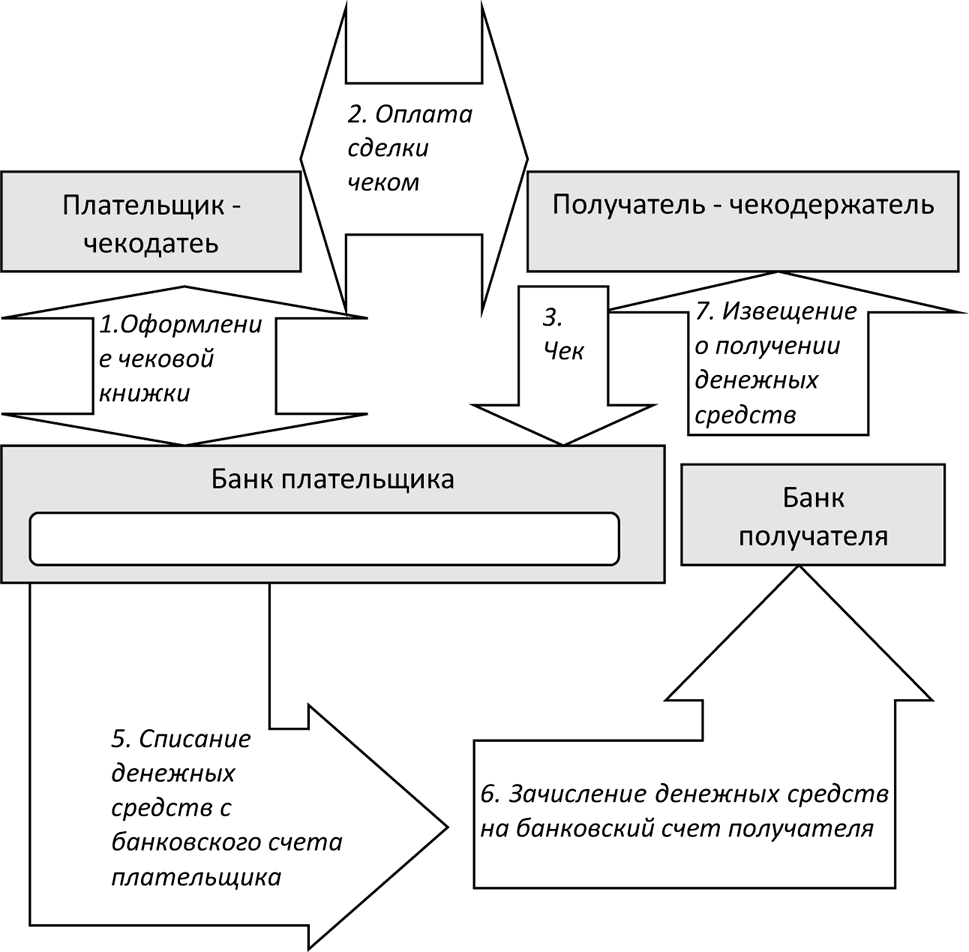 2. Оплата
сделки
чеком
Плательщик -
чекодатеь
Получатель - чекодержатель
1.Оформлени
е чековой
книжки
3.
Чек
7. Извещение
о получении
денежных
средств
Банк плательщика
Банк
получателя
5. Списание
денежных
средств с
банковского счета
плательщика
6. Зачисление денежных средств
на банковский счет получателя